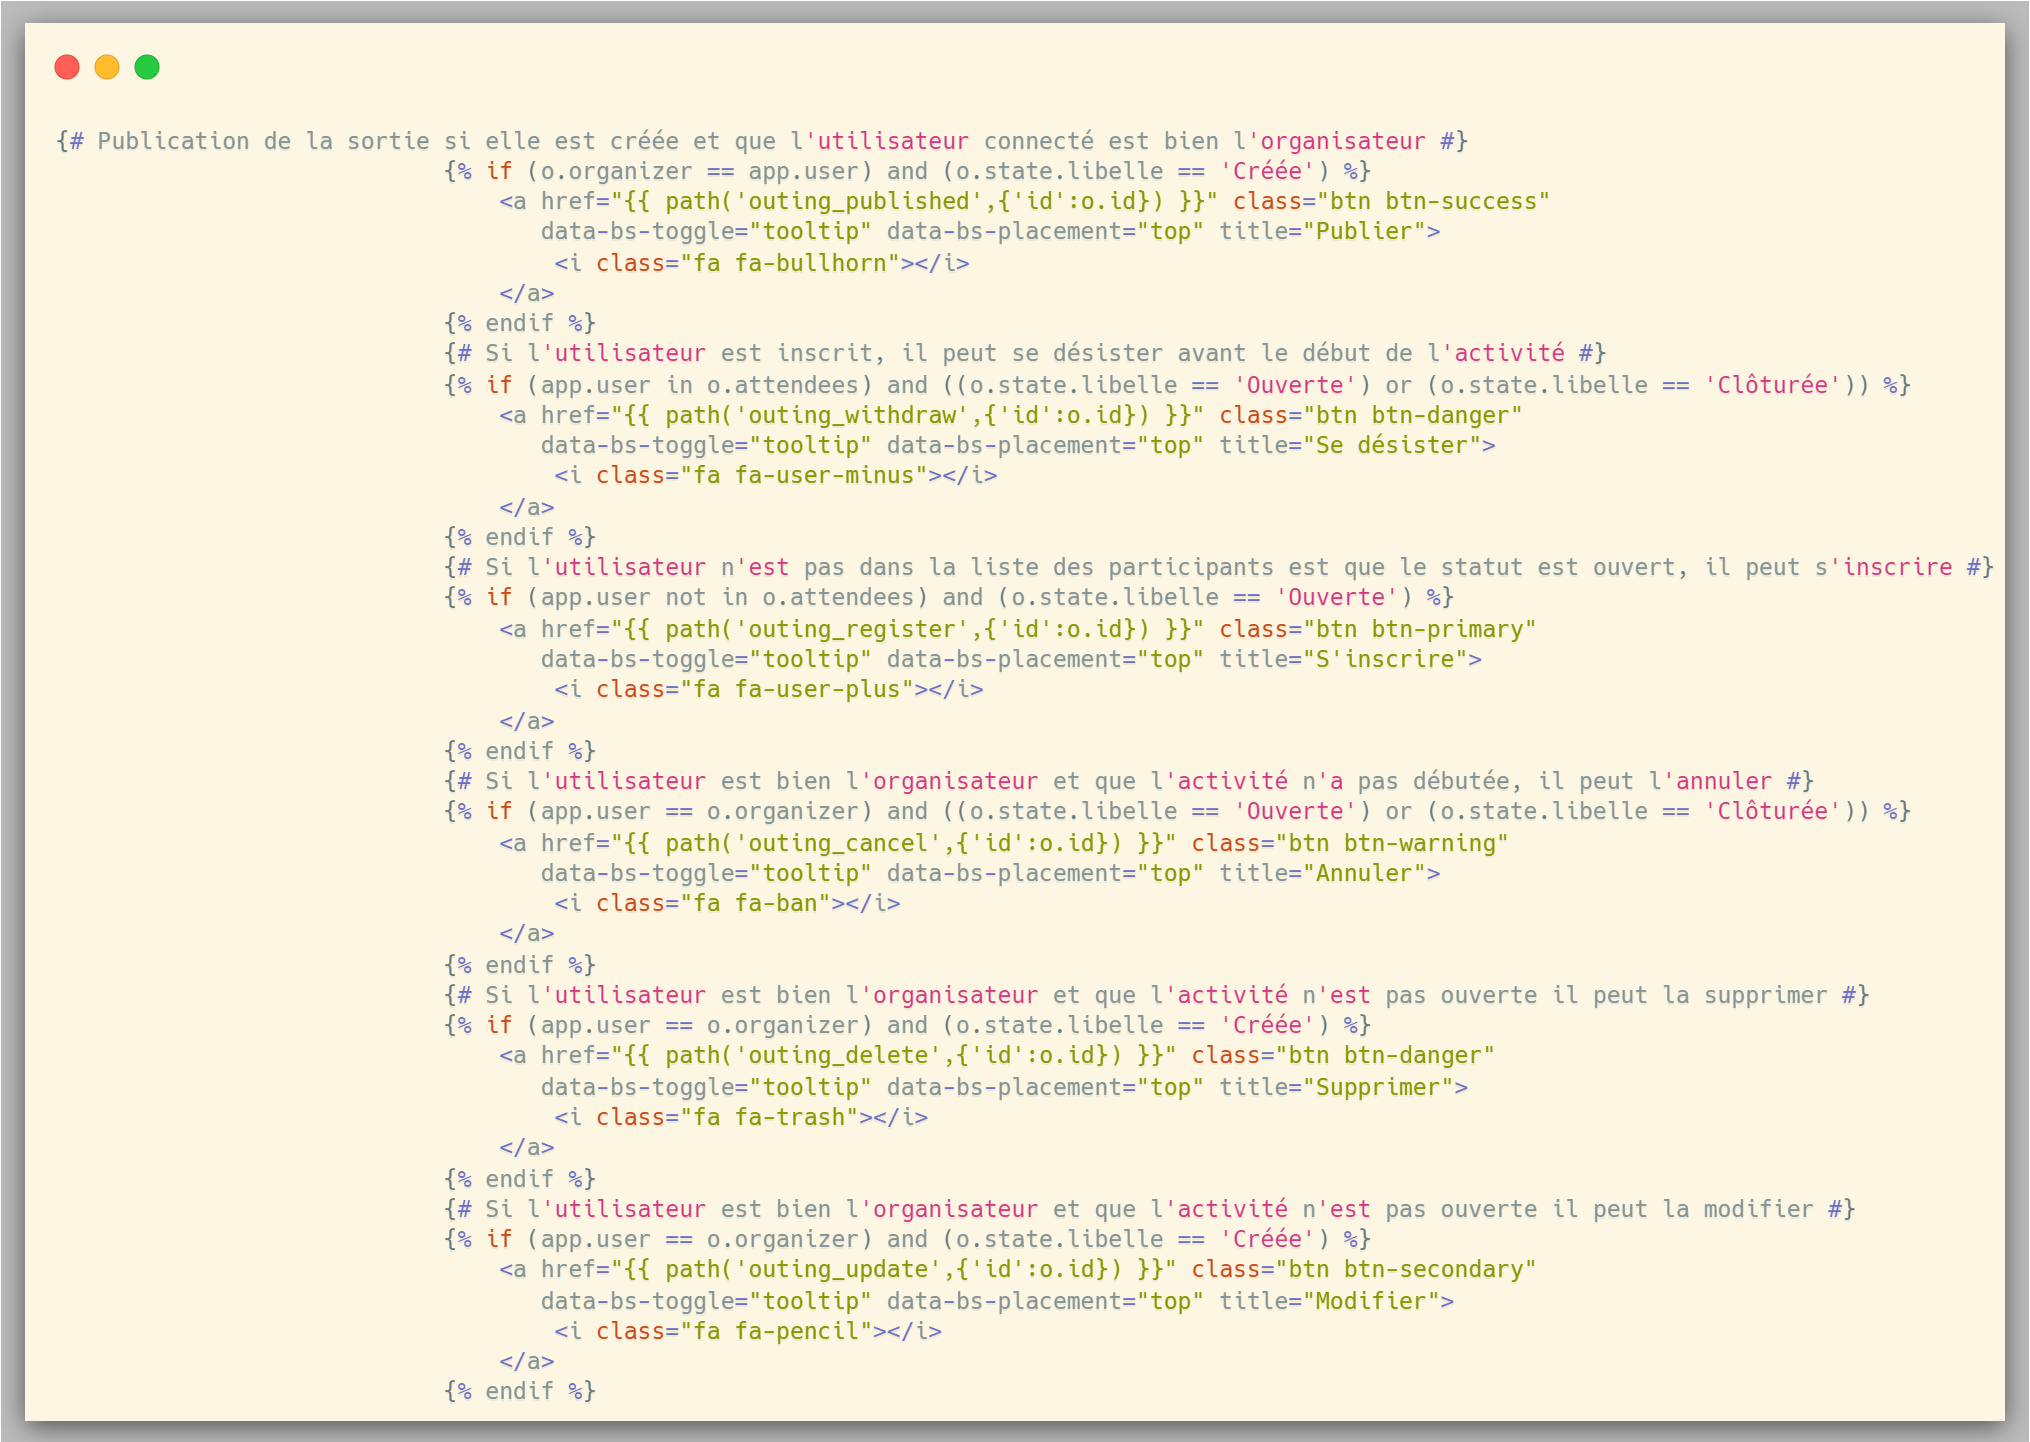 {# Publication de la sortie si elle est créée et que l'utilisateur connecté est bien l'organisateur #}
{% if (o.organizer == app.user) and (o.state.libelle == 'Créée') %}
<a href="{{ path('outing_published',{'id':o.id}) }}" class="btn btn-success"
data-bs-toggle="tooltip" data-bs-placement="top" title="Publier">
<i class="fa fa-bullhorn"></i>
</a>
{% endif %}
{# Si l'utilisateur est inscrit, il peut se désister avant le début de l'activité #}
{% if (app.user in o.attendees) and ((o.state.libelle == 'Ouverte') or (o.state.libelle == 'Clôturée')) %}
<a href="{{ path('outing_withdraw',{'id':o.id}) }}" class="btn btn-danger"
data-bs-toggle="tooltip" data-bs-placement="top" title="Se désister">
<i class="fa fa-user-minus"></i>
</a>
{% endif %}
{# Si l'utilisateur n'est pas dans la liste des participants est que le statut est ouvert, il peut s'inscrire #}
{% if (app.user not in o.attendees) and (o.state.libelle == 'Ouverte') %}
<a href="{{ path('outing_register',{'id':o.id}) }}" class="btn btn-primary"
data-bs-toggle="tooltip" data-bs-placement="top" title="S'inscrire">
<i class="fa fa-user-plus"></i>
</a>
{% endif %}
{# Si l'utilisateur est bien l'organisateur et que l'activité n'a pas débutée, il peut l'annuler #}
{% if (app.user == o.organizer) and ((o.state.libelle == 'Ouverte') or (o.state.libelle == 'Clôturée')) %}
<a href="{{ path('outing_cancel',{'id':o.id}) }}" class="btn btn-warning"
data-bs-toggle="tooltip" data-bs-placement="top" title="Annuler">
<i class="fa fa-ban"></i>
</a>
{% endif %}
{# Si l'utilisateur est bien l'organisateur et que l'activité n'est pas ouverte il peut la supprimer #}
{% if (app.user == o.organizer) and (o.state.libelle == 'Créée') %}
<a href="{{ path('outing_delete',{'id':o.id}) }}" class="btn btn-danger"
data-bs-toggle="tooltip" data-bs-placement="top" title="Supprimer">
<i class="fa fa-trash"></i>
</a>
{% endif %}
{# Si l'utilisateur est bien l'organisateur et que l'activité n'est pas ouverte il peut la modifier #}
{% if (app.user == o.organizer) and (o.state.libelle == 'Créée') %}
<a href="{{ path('outing_update',{'id':o.id}) }}" class="btn btn-secondary"
data-bs-toggle="tooltip" data-bs-placement="top" title="Modifier">
<i class="fa fa-pencil"></i>
</a>
{% endif %}